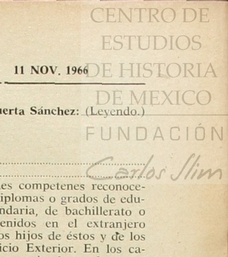 CENTRO DE
ESTUDIOS
DE HISTORIA
DE MEXICO
FUNDACIÓN
Carlos Slim
11 NOV. 1966
uerta Sánchez: (Leyendo.)
es competenes reconoce-
iplomas o grados de edu-
ndaria, de bachillerato o
enidos en el extranjero
os hijos de éstos y de los
icio Exterior. En los ca-